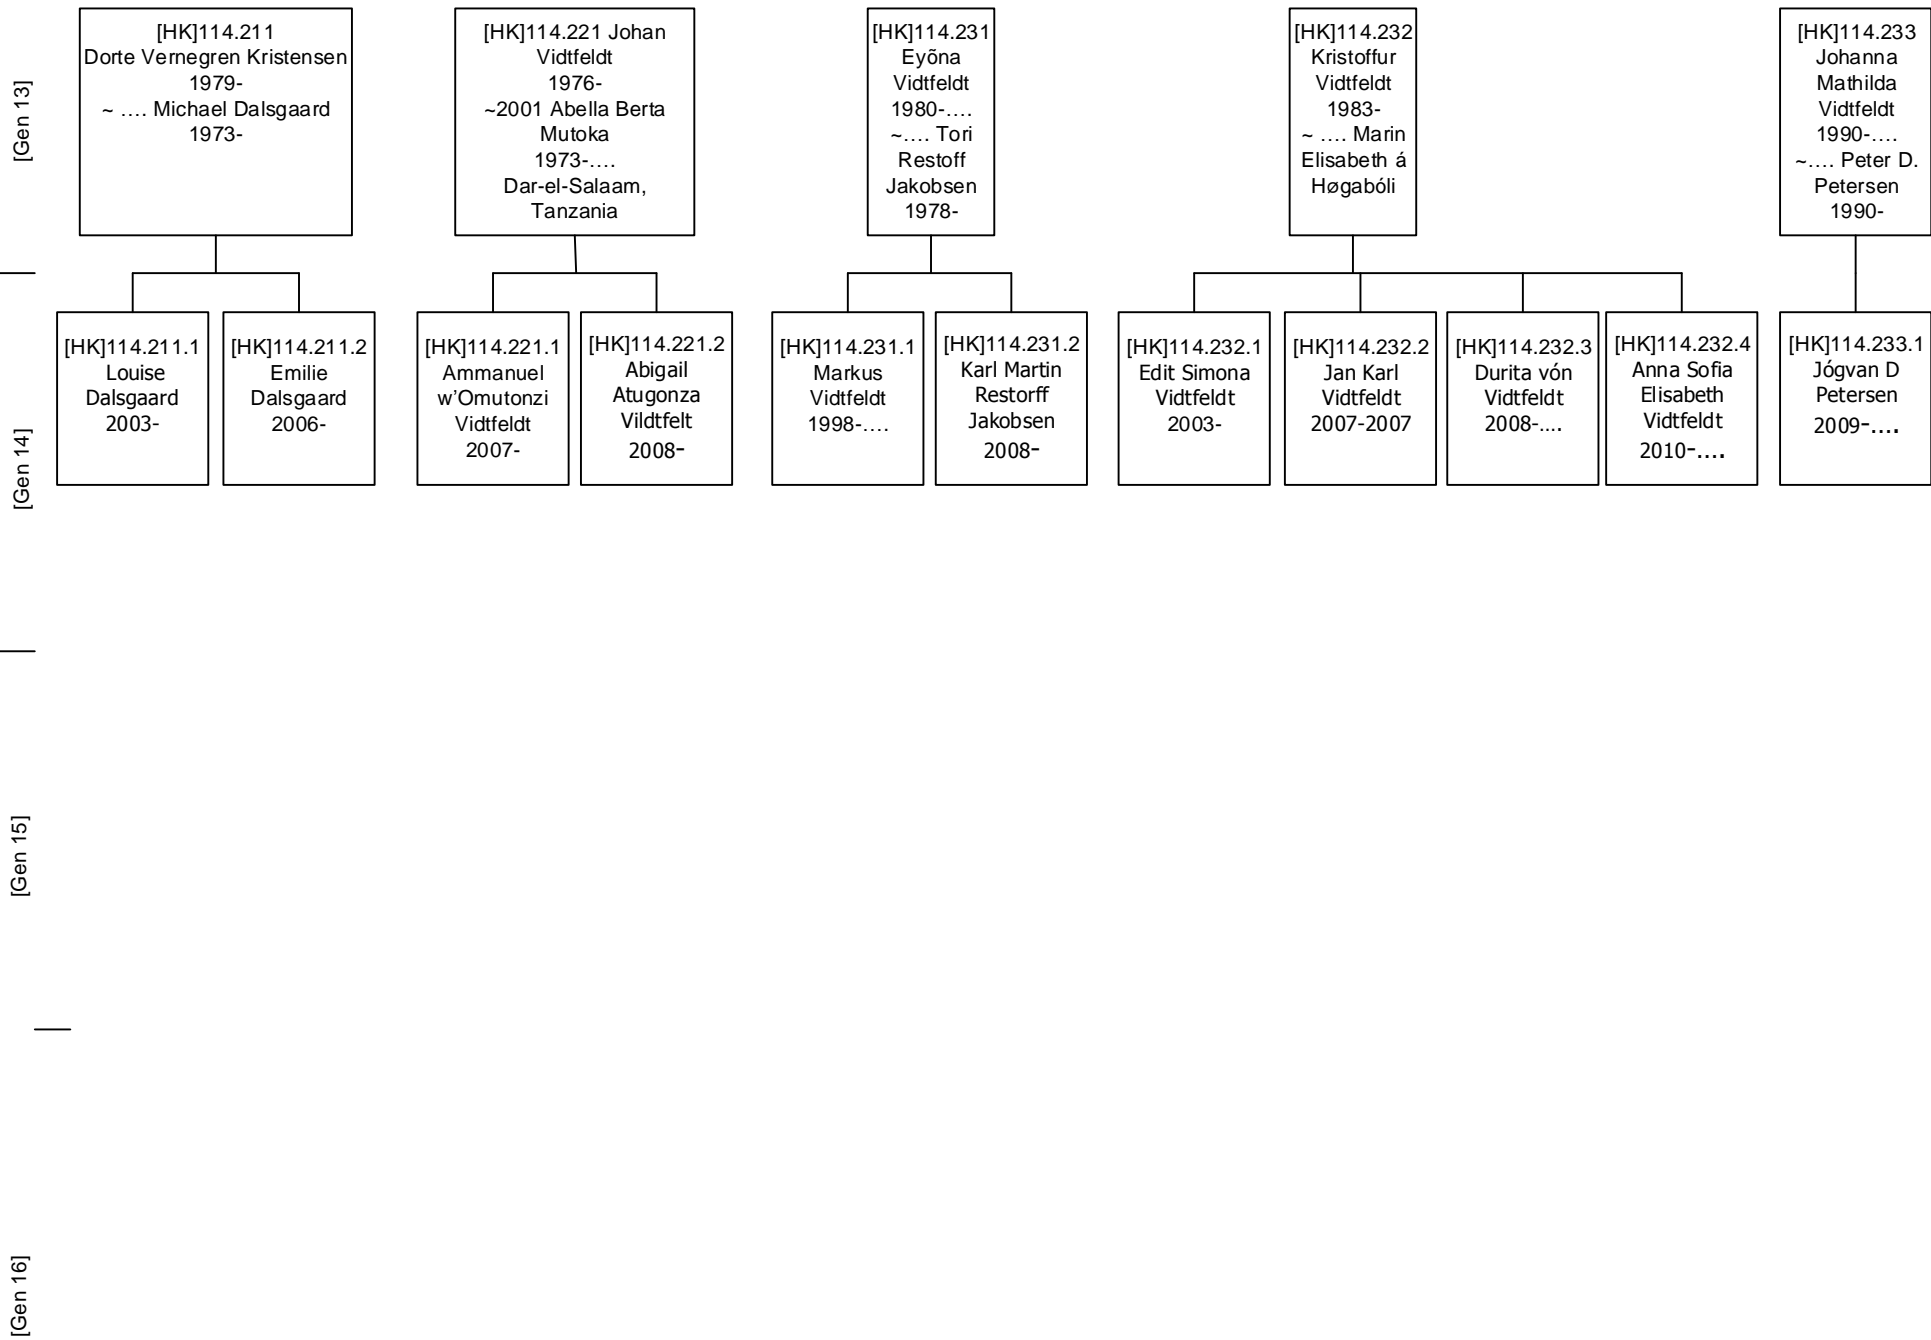 [Gen 13]
[HK]114.211
Dorte Vernegren Kristensen
1979-
~ .... Michael Dalsgaard
1973-
[HK]114.221 Johan
Vidtfeldt
1976-
~2001 Abella Berta
Mutoka
1973-....
Dar-el-Salaam,
Tanzania
[HK]114.231
Eyõna
Vidtfeldt
1980-....
~.... Tori
Restoff
Jakobsen
1978-
[HK]114.232
Kristoffur
Vidtfeldt
1983-
~ .... Marin
Elisabeth á
Høgabóli
[HK]114.233
Johanna
Mathilda
Vidtfeldt
1990-....
~.... Peter D.
Petersen
1990-
[Gen 14]
[HK]114.211.1
Louise
Dalsgaard
2003-
[HK]114.211.2
Emilie
Dalsgaard
2006-
[HK]114.221.1
Ammanuel
w'Omutonzi
Vidtfeldt
2007-
[HK]114.221.2
Abigail
Atugonza
Vildtfelt
2008-
[HK]114.231.1
Markus
Vidtfeldt
1998-....
[HK]114.231.2
Karl Martin
Restorff
Jakobsen
2008-
[HK]114.232.1
Edit Simona
Vidtfeldt
2003-
[HK]114.232.2
Jan Karl
Vidtfeldt
2007-2007
[HK]114.232.3
Durita vón
Vidtfeldt
2008-....
[HK]114.232.4
Anna Sofia
Elisabeth
Vidtfeldt
2010-....
[HK]114.233.1
Jógvan D
Petersen
2009-....
[Gen 15]
[Gen 16]